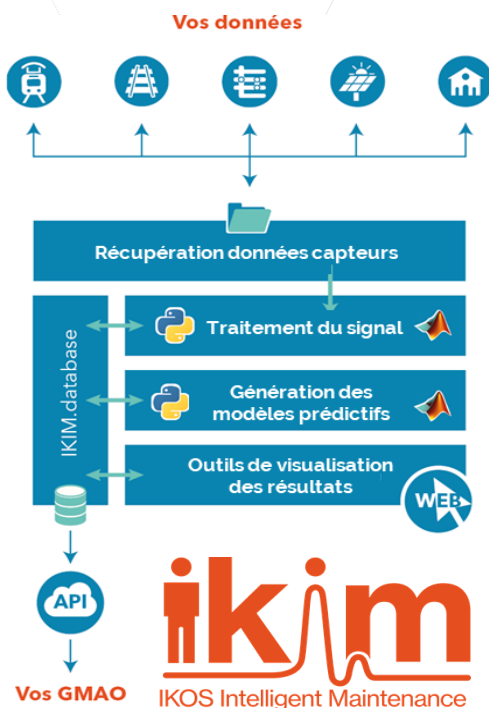 Vos données
Récupération données capteurs
Traitement du signal
Génération des
modèles prédictifs
Outils de visualisation
des résultats
IKIM.database
WEB
API
Vos GMAO
ikim
IKOS Intelligent Maintenance